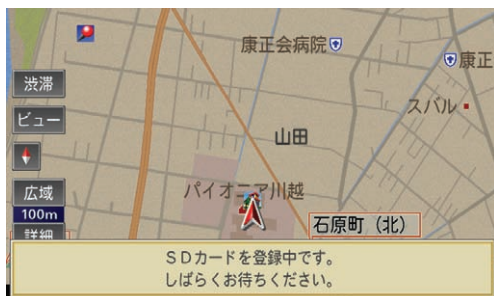 康正会病院
康正
渋滞
スバル
ビュー
山田
広域
パイオニア川越
100m
石原町（北）
詳細
ＳＤカードを登録中です。
しばらくお待ちください。